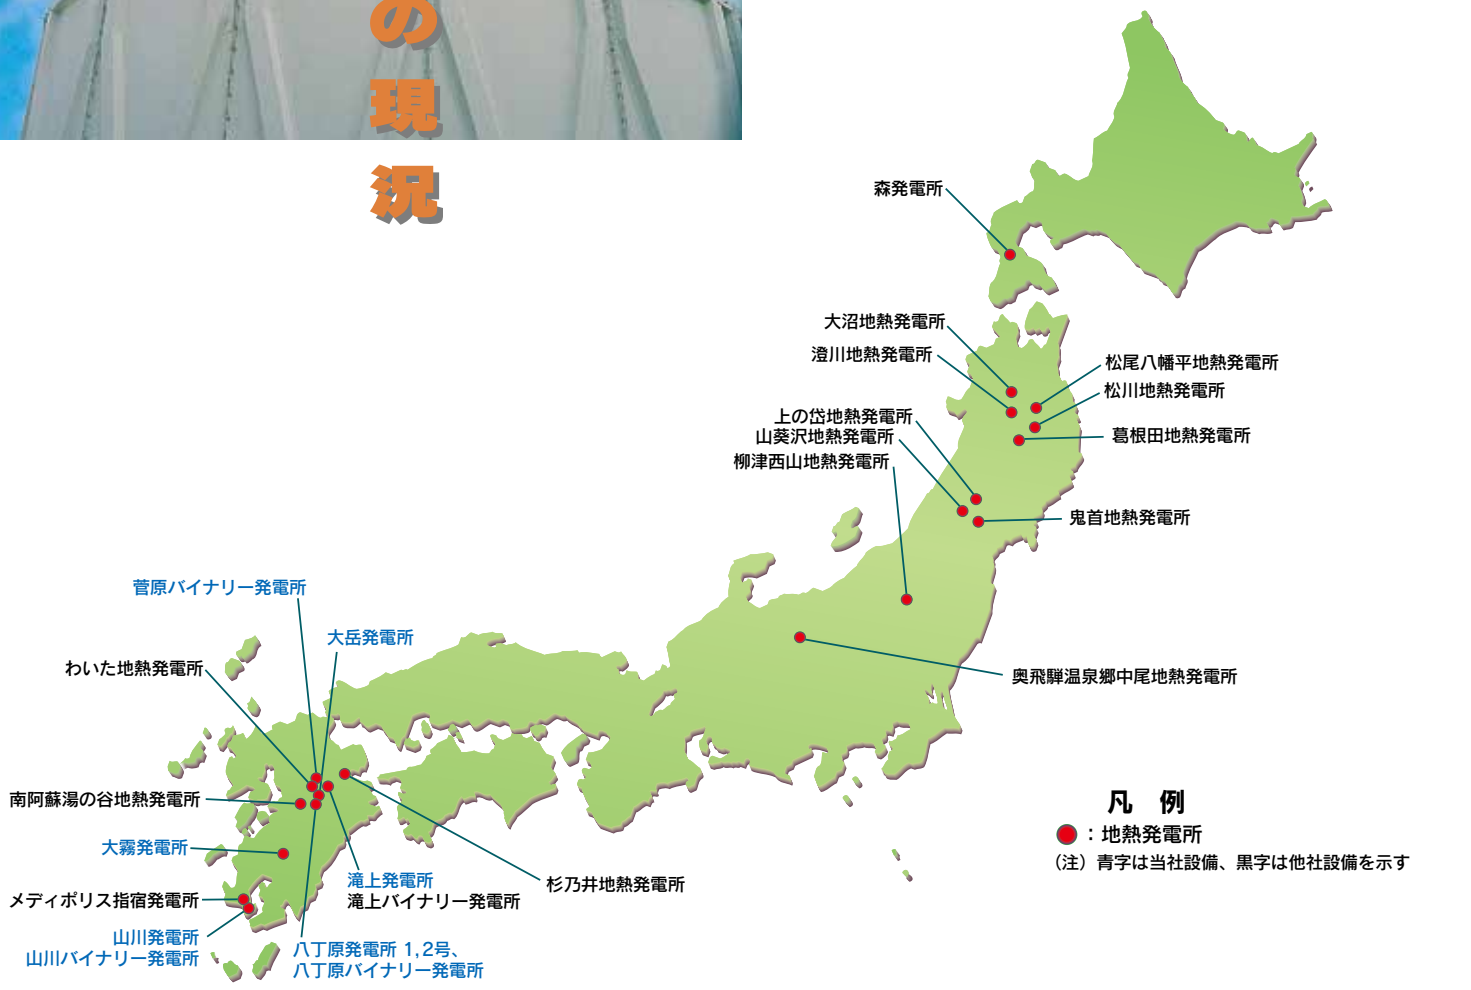 の現況
森発電所
大沼地熱発電所
澄川地熱発電所
松尾八幡平地熱発電所
松川地熱発電所
上の岱地熱発電所
山葵沢地熱発電所
葛根田地熱発電所
柳津西山地熱発電所
鬼首地熱発電所
菅原バイナリー発電所
大岳発電所
わいた地熱発電所
奥飛騨温泉郷中尾地熱発電所
南阿蘇湯の谷地熱発電所
凡 例
：地熱発電所
（注）青字は当社設備、黒字は他社設備を示す
大霧発電所
滝上発電所
滝上バイナリー発電所
杉乃井地熱発電所
メディポリス指宿発電所
山川発電所
山川バイナリー発電所
八丁原発電所 1,2号、
八丁原バイナリー発電所